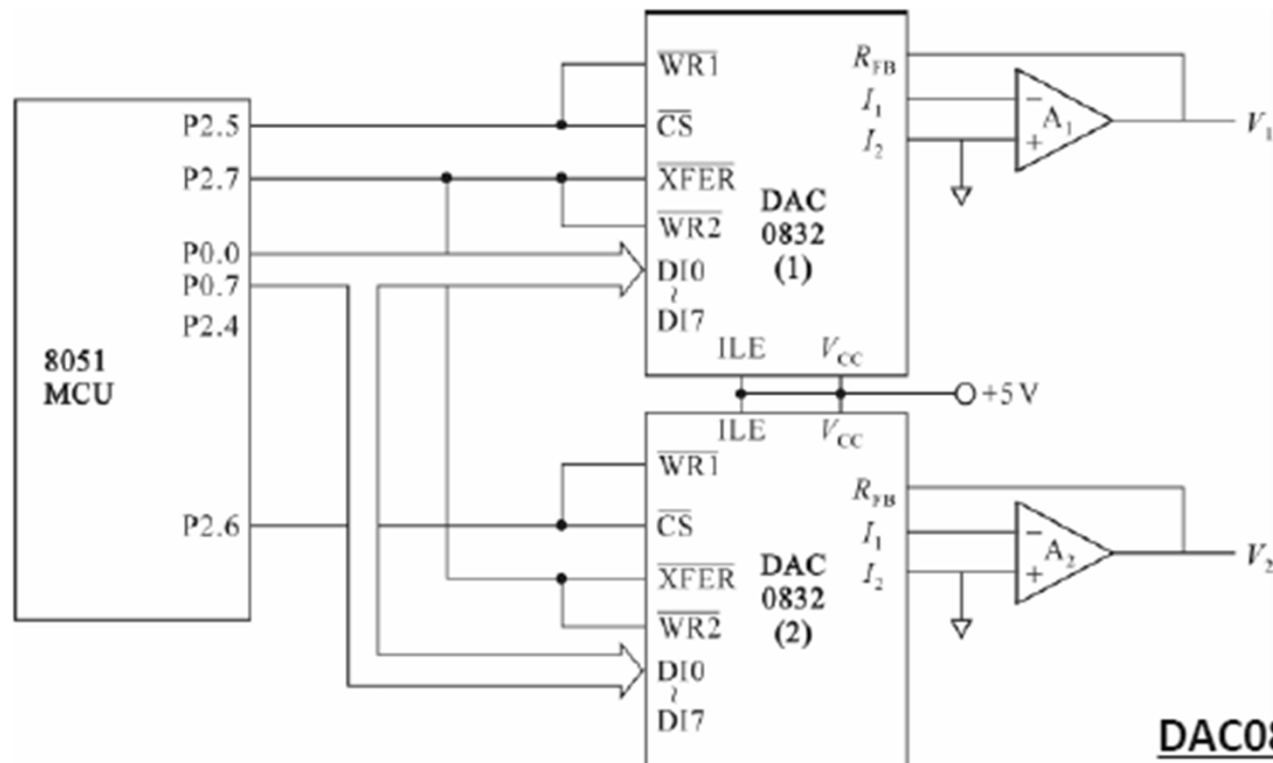 8051
MCU
P2.5
P2.7
P0.0
P0.7
P2.4
P2.6
WR1
CS
XFER
WR2
DI0
~
DI7
DAC
0832
(1)
RFB
I1
I2
ILE
VCC
A1
−
+
V1
+5 V
ILE
VCC
WR1
CS
XFER
WR2
DI0
~
DI7
DAC
0832
(2)
RFB
I1
I2
A2
−
+
V2